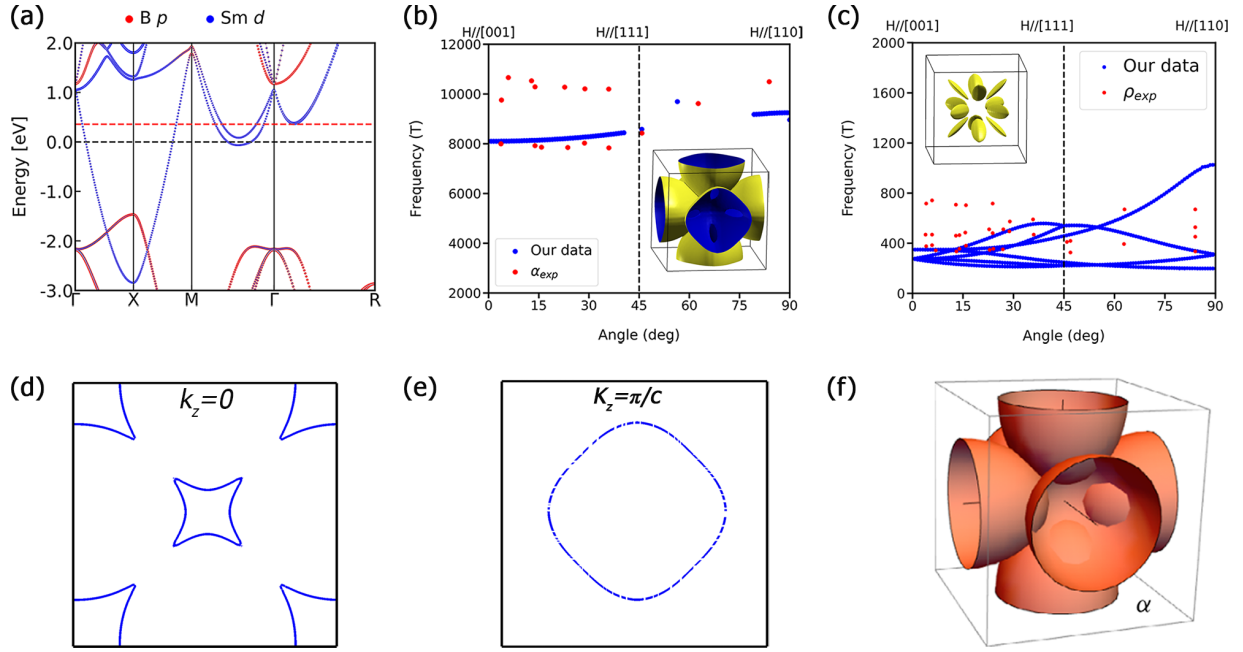 (a)
B p
Sm d
Energy [eV]
2.0
1.0
0.0
-1.0
-2.0
-3.0
Γ X M Γ R
(b)
H//[001] H//[111] H//[110]
Frequency (T)
12000
10000
8000
6000
4000
2000
Our data
αexp
0 15 30 45 60 75 90
Angle (deg)
(c)
H//[001] H//[111] H//[110]
Frequency (T)
2000
1600
1200
800
400
0
Our data
ρexp
0 15 30 45 60 75 90
Angle (deg)
(d)
kz=0
(e)
Kz=π/c
(f)
α